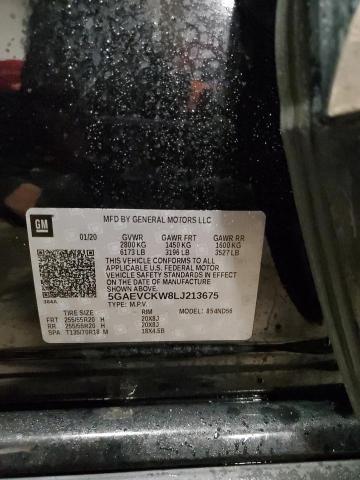 MFD BY GENERAL MOTORS LLC
GM
01/20 GVWR GAWR FRT GAWR RR
2800 KG 1450 KG 1600 KG
6173 LB 3196 LB 3527 LB
THIS VEHICLE CONFORMS TO ALL
APPLICABLE U.S. FEDERAL MOTOR
VEHICLE SAFETY STANDARDS IN EFFECT
ON THE DATE OF MANUFACTURE
SHOWN ABOVE.
384A
5GAEVCKW8LJ213675
TYPE: M.P.V. MODEL: 854ND56
TIRE SIZE RIM
FRT 255/55R20 H 20X8J
RR 255/55R20 H 20X8J
SPA T135/70R18 M 18X4.5B